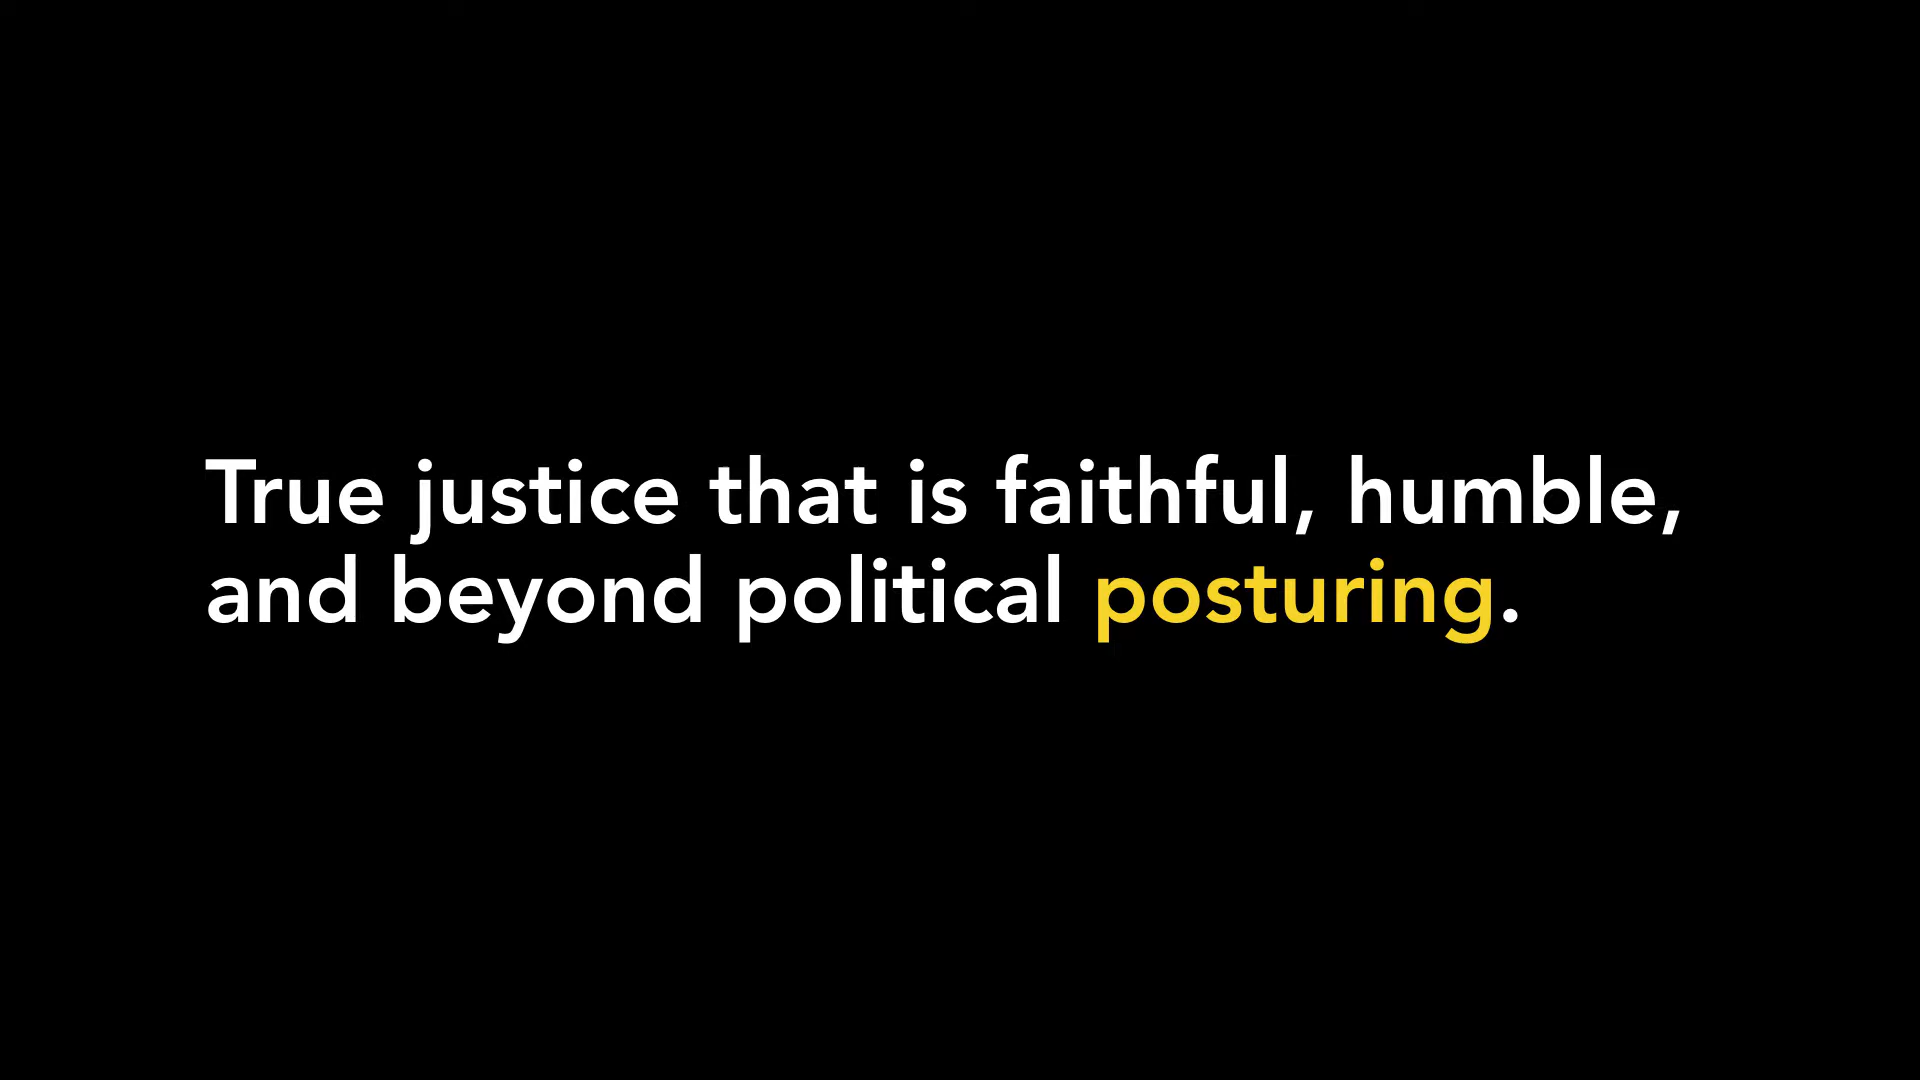 True justice that is faithful, humble,
and beyond political posturing.